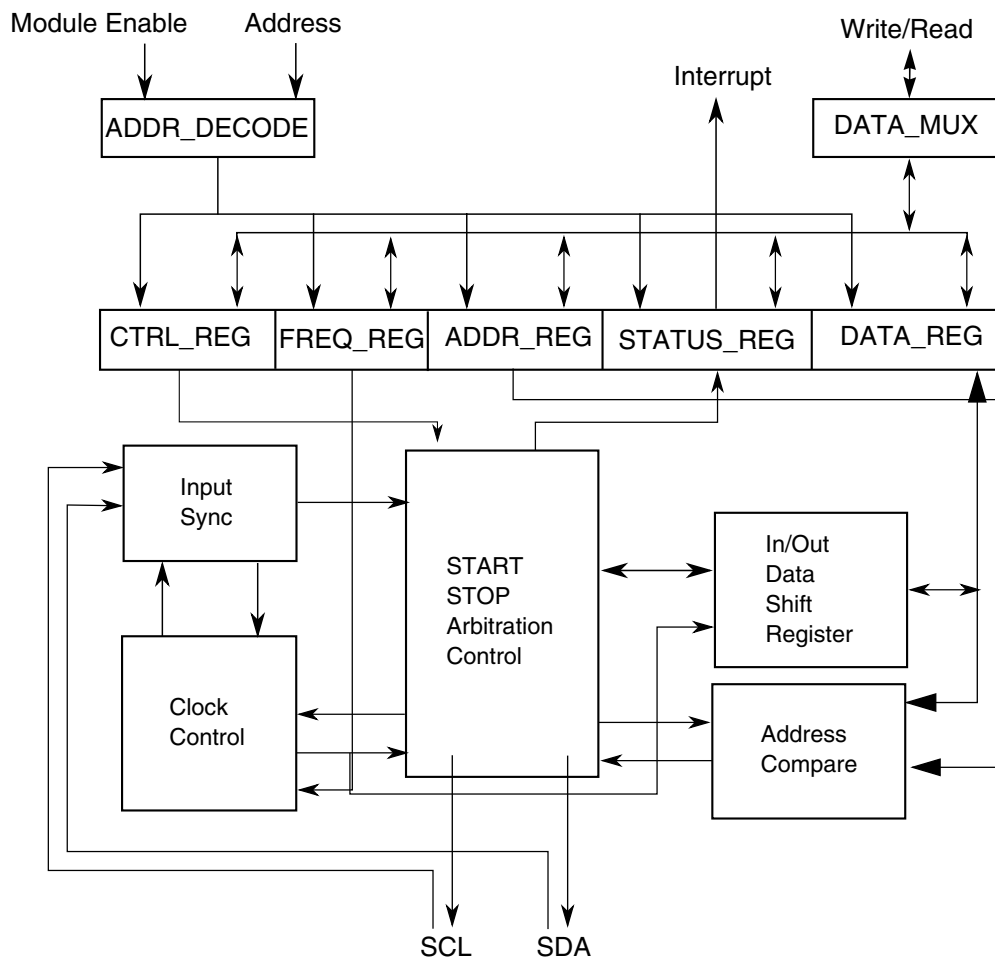 Module Enable
Address
Write/Read
Interrupt
ADDR_DECODE
DATA_MUX
CTRL_REG
FREQ_REG
ADDR_REG
STATUS_REG
DATA_REG
Input
Sync
START
STOP
Arbitration
Control
In/Out
Data
Shift
Register
Clock
Control
Address
Compare
SCL
SDA